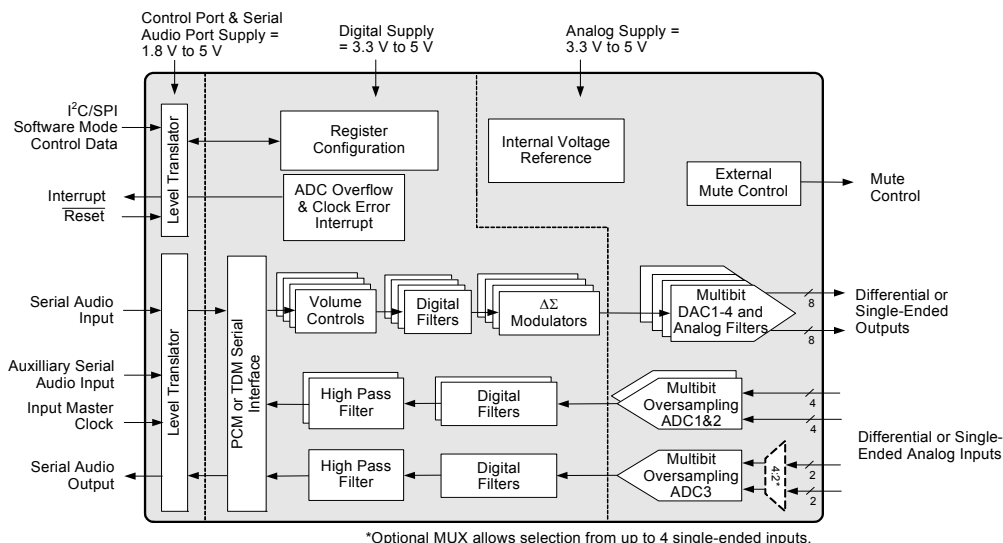 Control Port & Serial
Audio Port Supply =
1.8 V to 5 V
Digital Supply
= 3.3 V to 5 V
Analog Supply =
3.3 V to 5 V
I²C/SPI
Software Mode
Control Data
Interrupt
Reset
Level Translator
Register
Configuration
ADC Overflow
& Clock Error
Interrupt
Internal Voltage
Reference
External
Mute Control
Mute
Control
Serial Audio
Input
Auxilliary Serial
Audio Input
Input Master
Clock
Serial Audio
Output
Level Translator
PCM or TDM Serial
Interface
Volume
Controls
Digital
Filters
ΔΣ
Modulators
Multibit
DAC1-4 and
Analog Filters
8
8
Differential or
Single-Ended
Outputs
High Pass
Filter
Digital
Filters
Multibit
Oversampling
ADC1&2
4
4
High Pass
Filter
Digital
Filters
Multibit
Oversampling
ADC3
4:2*
2
2
Differential or Single-
Ended Analog Inputs
*Optional MUX allows selection from up to 4 single-ended inputs.